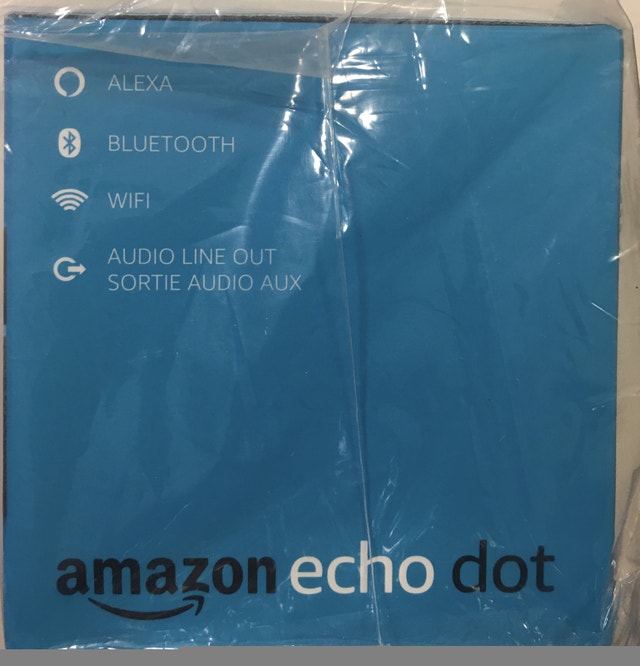 ALEXA
BLUETOOTH
WIFI
AUDIO LINE OUT
SORTIE AUDIO AUX
amazon echo dot